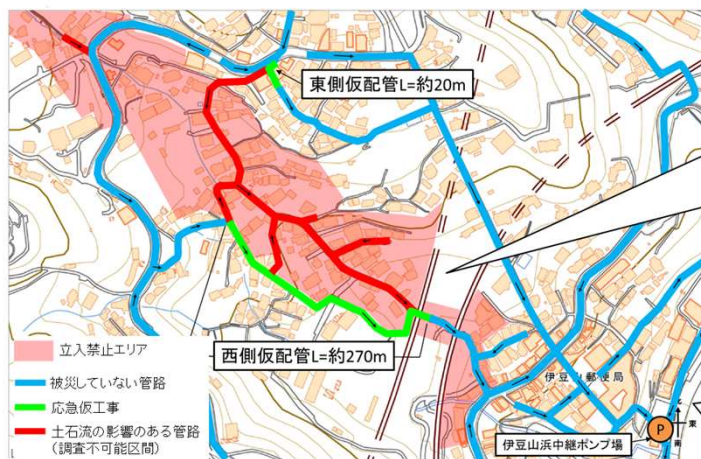 東側仮配管L=約20m
西側仮配管L=約270m
立入禁止エリア
被災していない管路
応急仮工事
土石流の影響のある管路
(調査不可能区間)
伊豆山郵便局
伊豆山浜中継ポンプ場
P
東
南